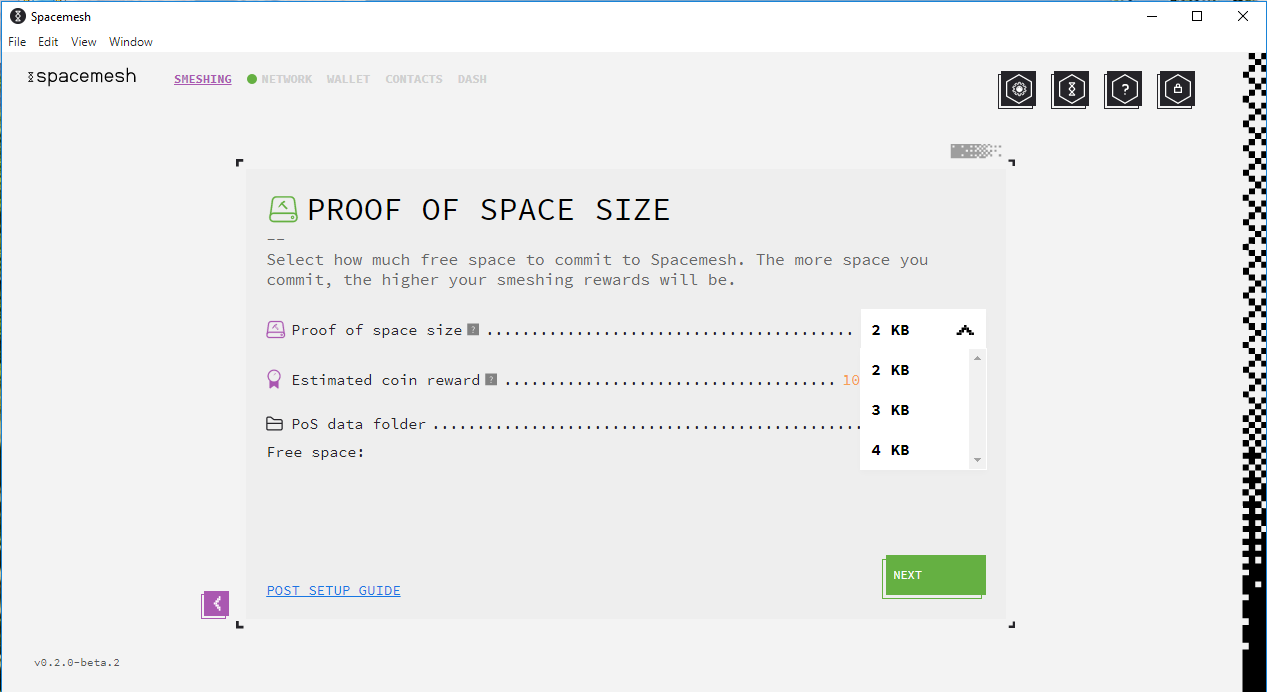 Spacemesh
File Edit View Window
spacemesh
SMESHING NETWORK WALLET CONTACTS DASH
?
PROOF OF SPACE SIZE
--
Select how much free space to commit to Spacemesh. The more space you
commit, the higher your smeshing rewards will be.
Proof of space size ? ......................................... 2 KB
2 KB
Estimated coin reward ? ..................................... 10
3 KB
PoS data folder ................................................
4 KB
Free space:
NEXT
POST SETUP GUIDE
v0.2.0-beta.2